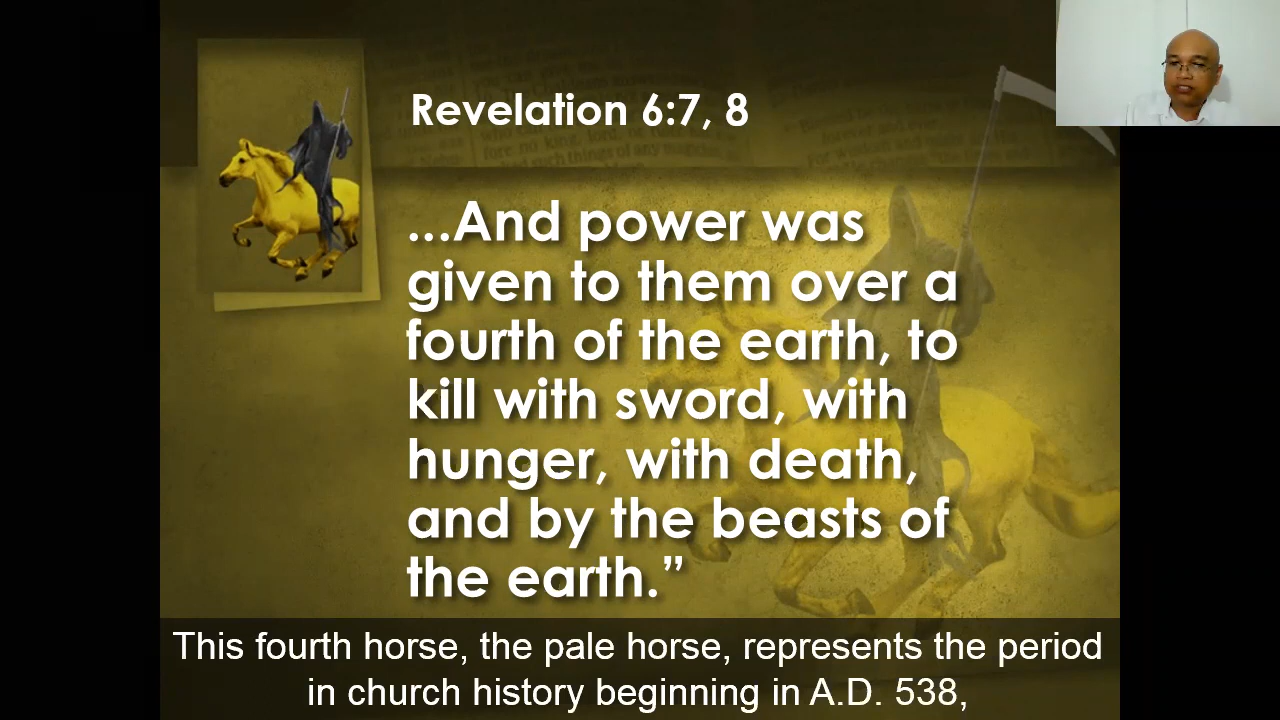 Revelation 6:7, 8
...And power was
given to them over a
fourth of the earth, to
kill with sword, with
hunger, with death,
and by the beasts of
the earth.”
This fourth horse, the pale horse, represents the period
in church history beginning in A.D. 538,